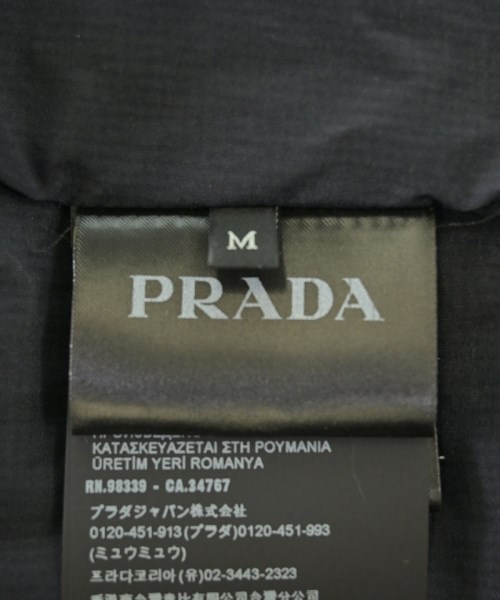 M
PRADA
ΚΑΤΑΣΚΕΥΑΖΕΤΑΙ ΣΤΗ ΡΟΥΜΑΝΙΑ
ÜRETİM YERİ ROMANYA
RN.98339 - CA.34767
プラダジャパン株式会社
0120-451-913(プラダ)0120-451-993
(ミュウミュウ)
프라다코리아(유)02-3443-2323